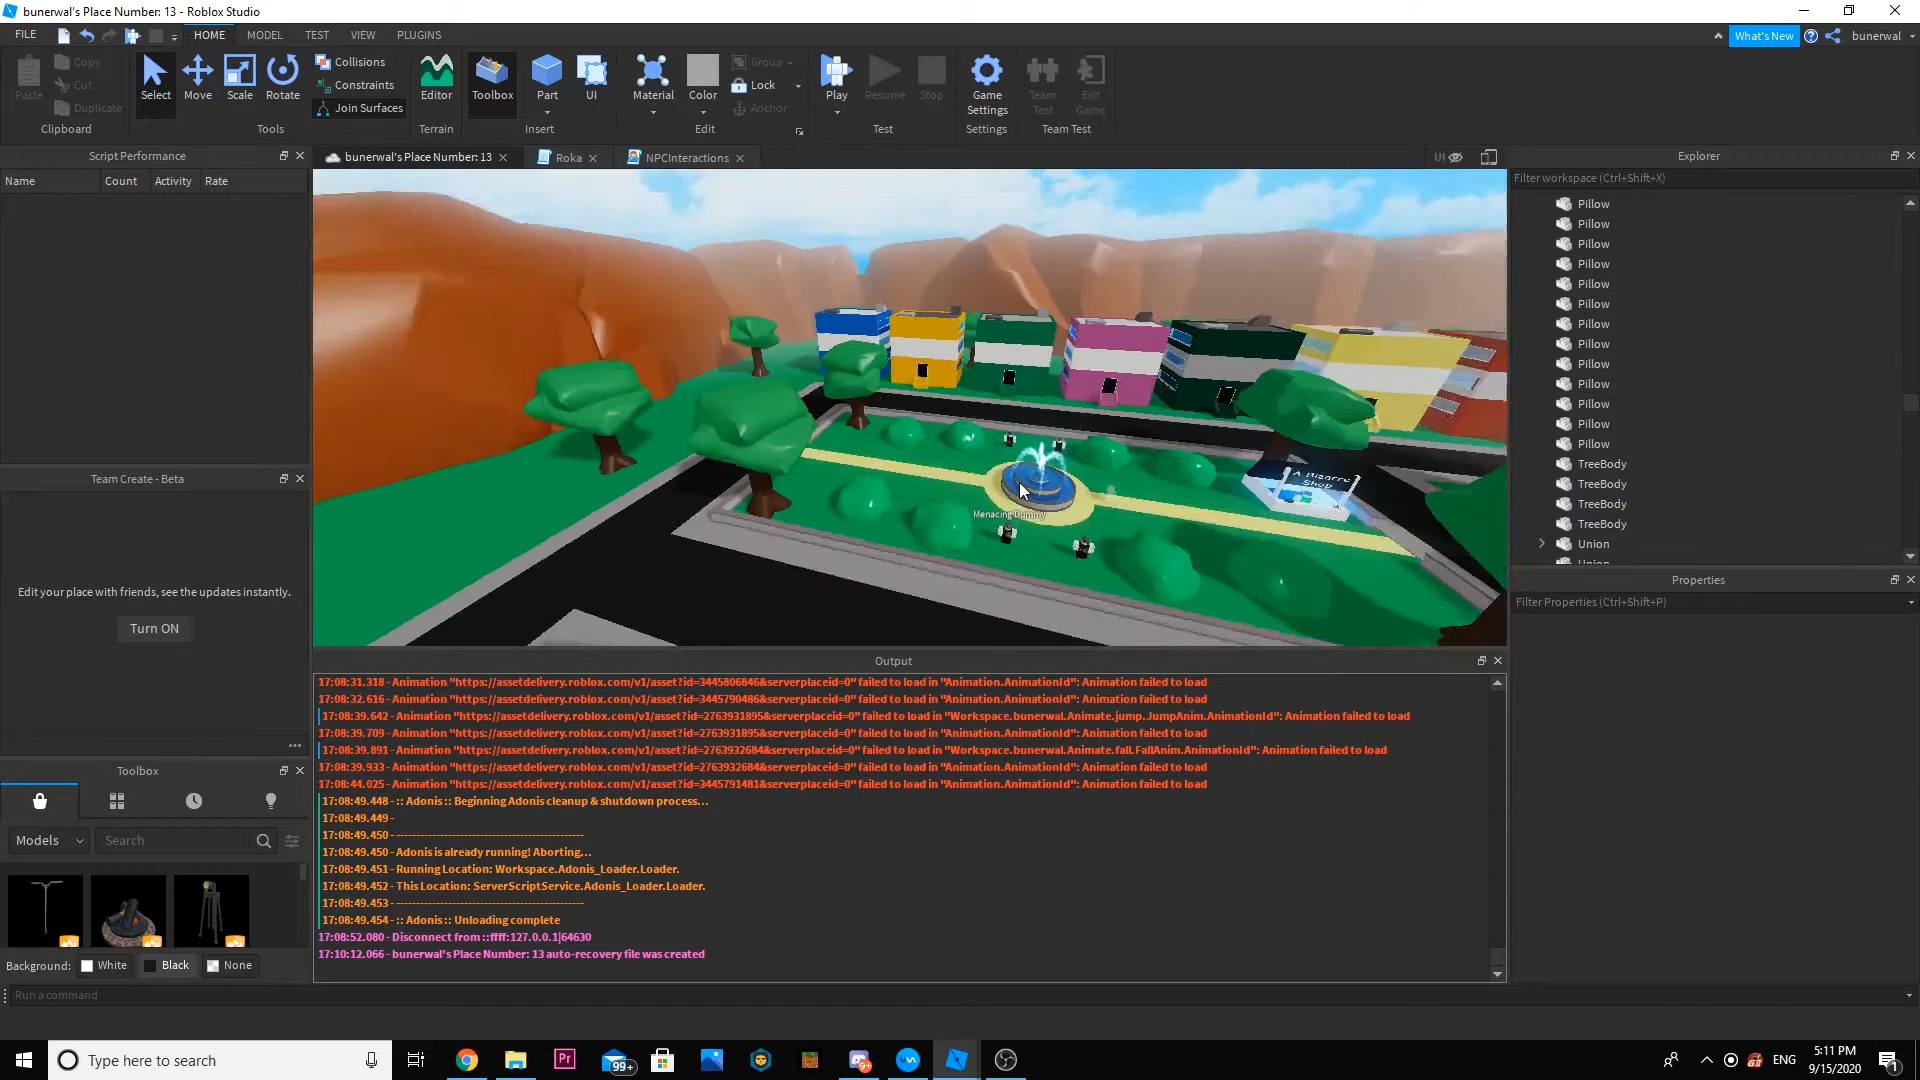 bunerwal's Place Number: 13 - Roblox Studio
FILE HOME MODEL TEST VIEW PLUGINS What's New bunerwal
Paste Copy Cut Duplicate Clipboard
Select Move Scale Rotate Collisions Constraints Join Surfaces Tools
Editor Terrain
Toolbox Part UI Insert
Material Color Group Lock Anchor Edit
Play Resume Stop Test
Game Settings Settings
Team Test Exit Game Team Test
Script Performance
Name Count Activity Rate
bunerwal's Place Number: 13 Roka NPCInteractions UI
A Bizarre
Shop
Menacing Dummy
Team Create - Beta
Edit your place with friends, see the updates instantly.
Turn ON
Toolbox
Models Search
Background: White Black None
Output
17:08:31.318 - Animation "https://assetdelivery.roblox.com/v1/asset?id=3445806846&serverplaceid=0" failed to load in "Animation.AnimationId": Animation failed to load
17:08:32.616 - Animation "https://assetdelivery.roblox.com/v1/asset?id=3445790486&serverplaceid=0" failed to load in "Animation.AnimationId": Animation failed to load
17:08:39.642 - Animation "https://assetdelivery.roblox.com/v1/asset?id=2763931895&serverplaceid=0" failed to load in "Workspace.bunerwal.Animate.jump.JumpAnim.AnimationId": Animation failed to load
17:08:39.709 - Animation "https://assetdelivery.roblox.com/v1/asset?id=2763931895&serverplaceid=0" failed to load in "Animation.AnimationId": Animation failed to load
17:08:39.891 - Animation "https://assetdelivery.roblox.com/v1/asset?id=2763932684&serverplaceid=0" failed to load in "Workspace.bunerwal.Animate.fall.FallAnim.AnimationId": Animation failed to load
17:08:39.933 - Animation "https://assetdelivery.roblox.com/v1/asset?id=2763932684&serverplaceid=0" failed to load in "Animation.AnimationId": Animation failed to load
17:08:44.025 - Animation "https://assetdelivery.roblox.com/v1/asset?id=3445791481&serverplaceid=0" failed to load in "Animation.AnimationId": Animation failed to load
17:08:49.448 - :: Adonis :: Beginning Adonis cleanup & shutdown process...
17:08:49.449 -
17:08:49.450 - -----------------------------------------------
17:08:49.450 - Adonis is already running! Aborting...
17:08:49.451 - Running Location: Workspace.Adonis_Loader.Loader.
17:08:49.452 - This Location: ServerScriptService.Adonis_Loader.Loader.
17:08:49.453 - -----------------------------------------------
17:08:49.454 - :: Adonis :: Unloading complete
17:08:52.080 - Disconnect from ::ffff:127.0.0.1|64630
17:10:12.066 - bunerwal's Place Number: 13 auto-recovery file was created
Explorer
Filter workspace (Ctrl+Shift+X)
Pillow
Pillow
Pillow
Pillow
Pillow
Pillow
Pillow
Pillow
Pillow
Pillow
Pillow
Pillow
Pillow
TreeBody
TreeBody
TreeBody
TreeBody
Union
Union
Properties
Filter Properties (Ctrl+Shift+P)
Run a command
Type here to search
Pr
99+
9+
ENG
5:11 PM
9/15/2020
1